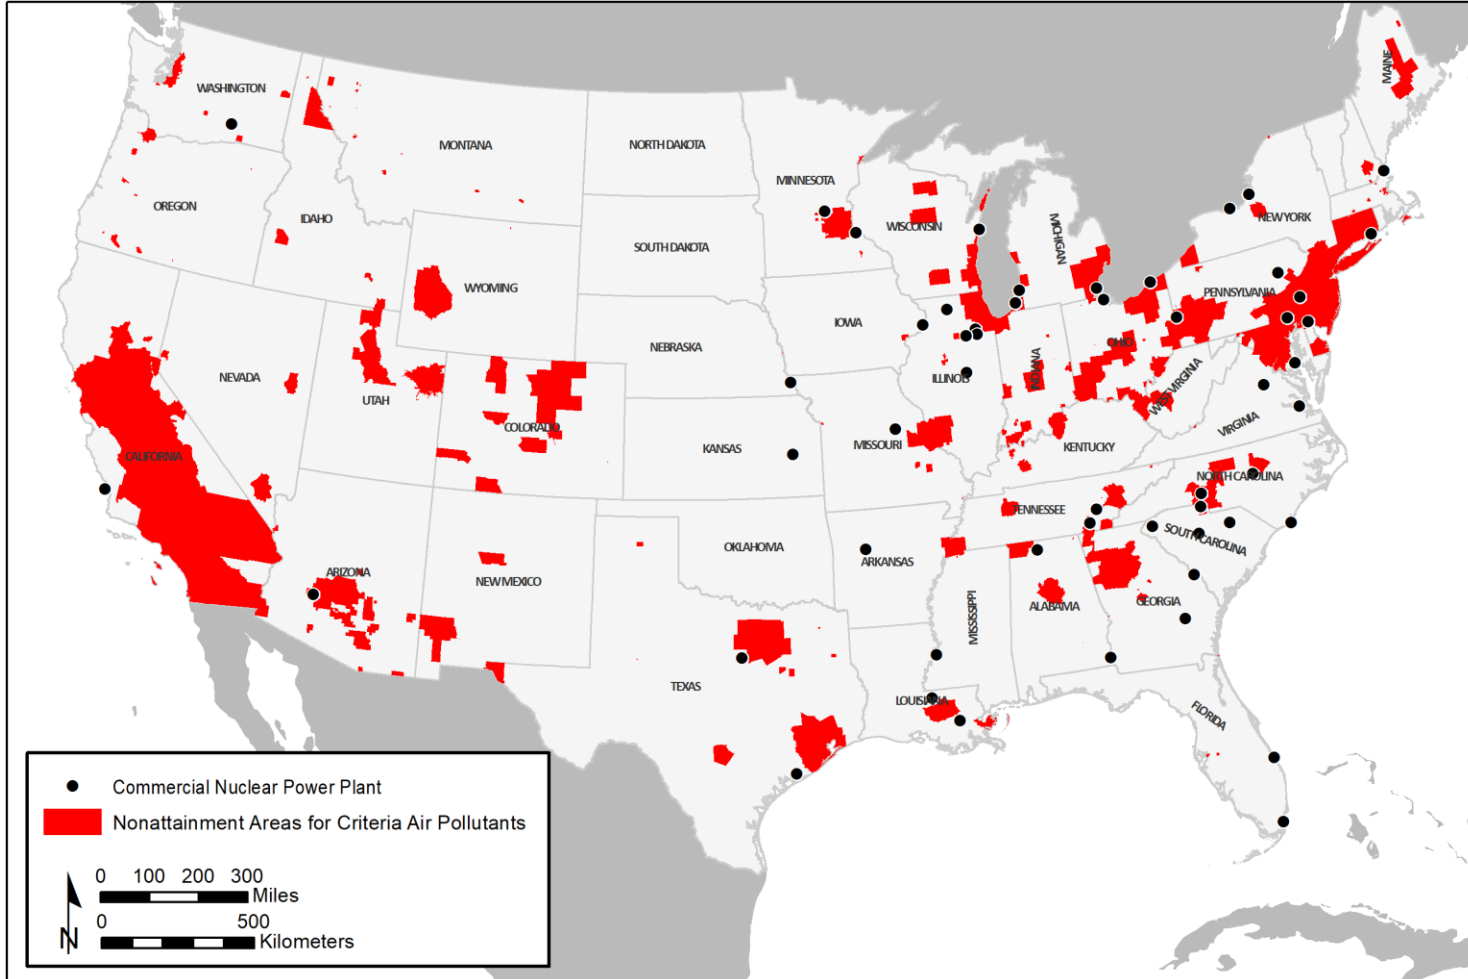 MAINE
WASHINGTON
MONTANA
NORTH DAKOTA
MINNESOTA
OREGON
IDAHO
WISCONSIN
MICHIGAN
NEW YORK
SOUTH DAKOTA
WYOMING
PENNSYLVANIA
IOWA
NEBRASKA
OHIO
NEVADA
UTAH
ILLINOIS
INDIANA
WEST VIRGINIA
COLORADO
VIRGINIA
CALIFORNIA
KANSAS
MISSOURI
KENTUCKY
NORTH CAROLINA
TENNESSEE
SOUTH CAROLINA
OKLAHOMA
ARKANSAS
ARIZONA
NEW MEXICO
MISSISSIPPI
ALABAMA
GEORGIA
TEXAS
LOUISIANA
FLORIDA
Commercial Nuclear Power Plant
Nonattainment Areas for Criteria Air Pollutants
0 100 200 300
Miles
0 500
Kilometers
N